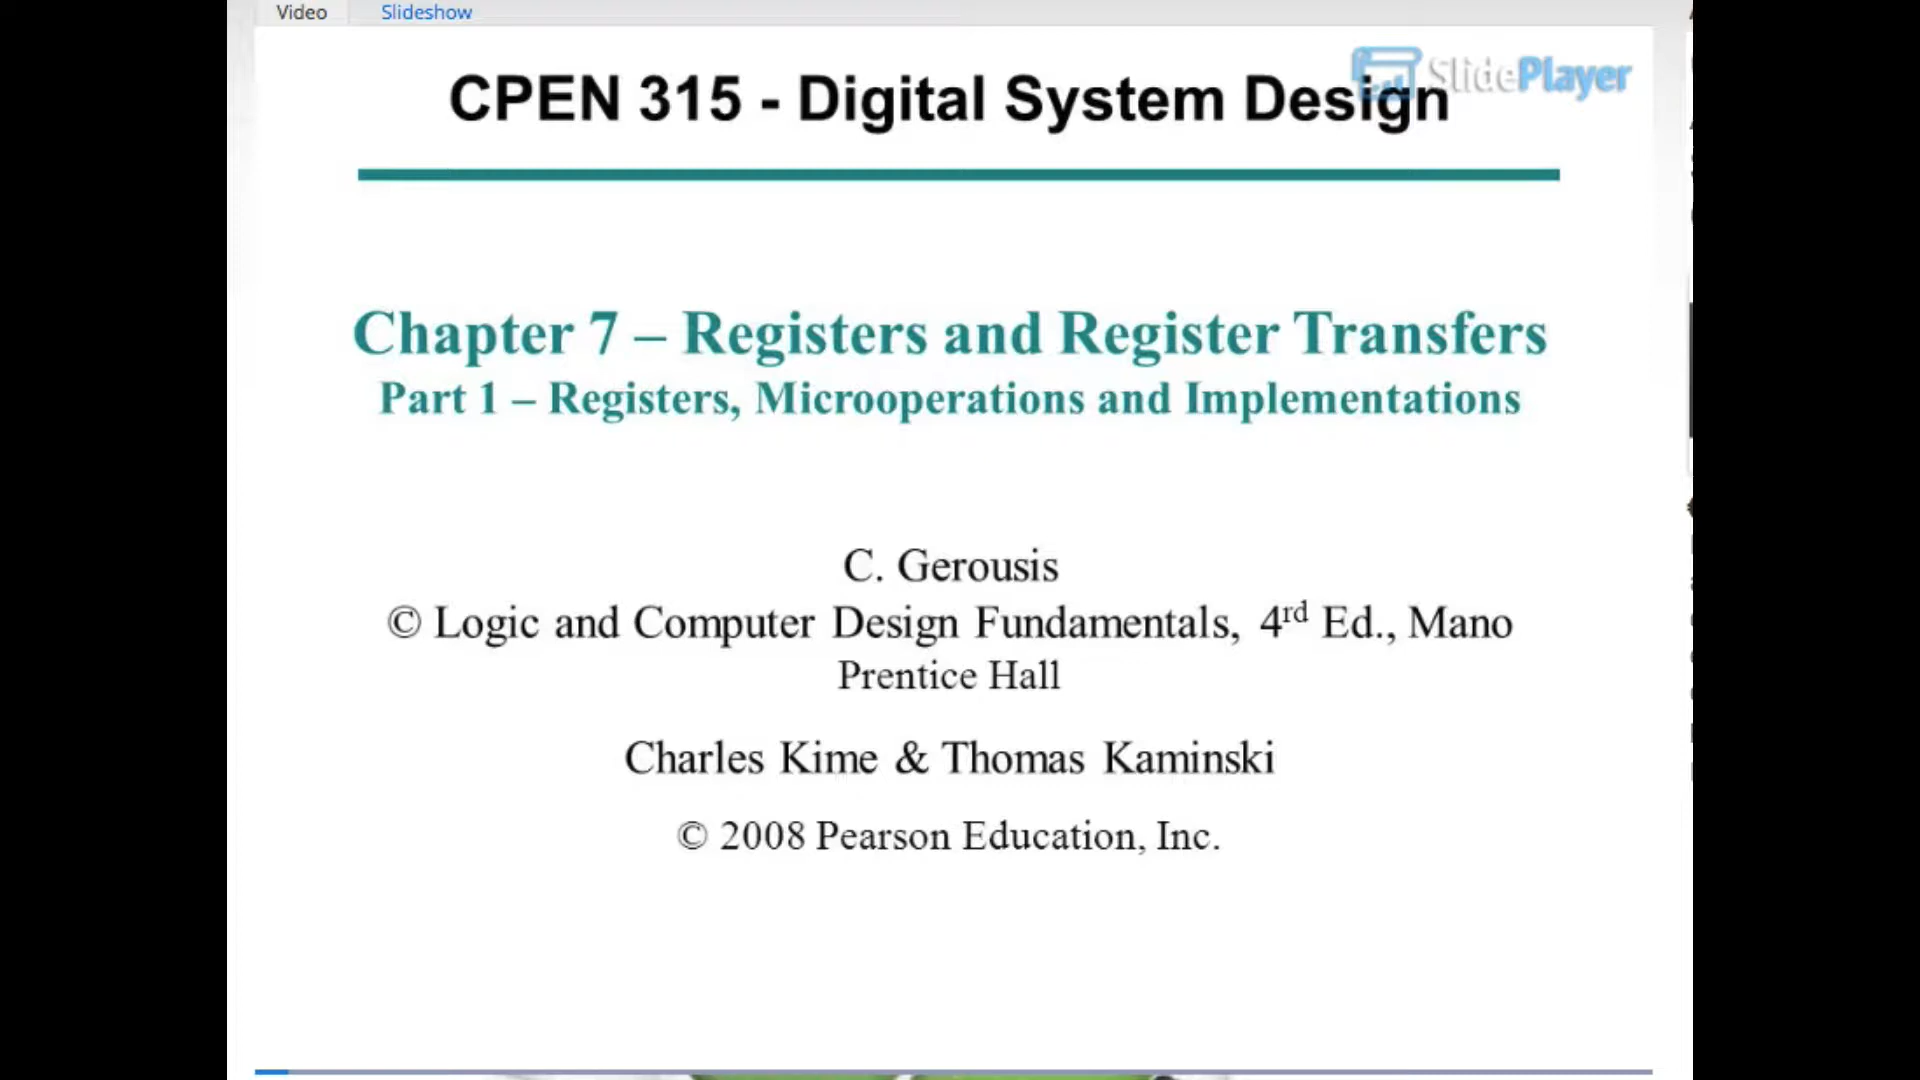 Video Slideshow
SlidePlayer
CPEN 315 - Digital System Design
Chapter 7 – Registers and Register Transfers
Part 1 – Registers, Microoperations and Implementations
C. Gerousis
© Logic and Computer Design Fundamentals, 4rd Ed., Mano
Prentice Hall
Charles Kime & Thomas Kaminski
© 2008 Pearson Education, Inc.